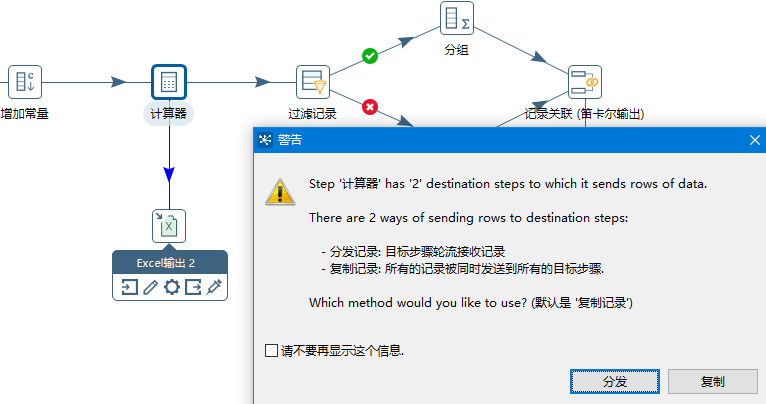 分组
增加常量
计算器
过滤记录
记录关联 (笛卡尔输出)
Excel输出 2
警告
Step '计算器' has '2' destination steps to which it sends rows of data.
There are 2 ways of sending rows to destination steps:
- 分发记录: 目标步骤轮流接收记录
- 复制记录: 所有的记录被同时发送到所有的目标步骤.
Which method would you like to use? (默认是 '复制记录')
请不要再显示这个信息.
分发
复制